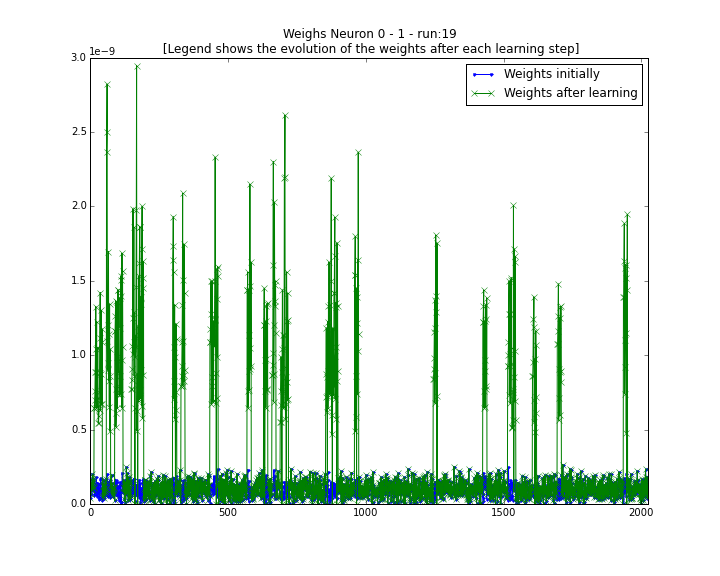 Weighs Neuron 0 - 1 - run:19
[Legend shows the evolution of the weights after each learning step]
1e−9
Weights initially
Weights after learning
3.0
2.5
2.0
1.5
1.0
0.5
0.0
0 500 1000 1500 2000